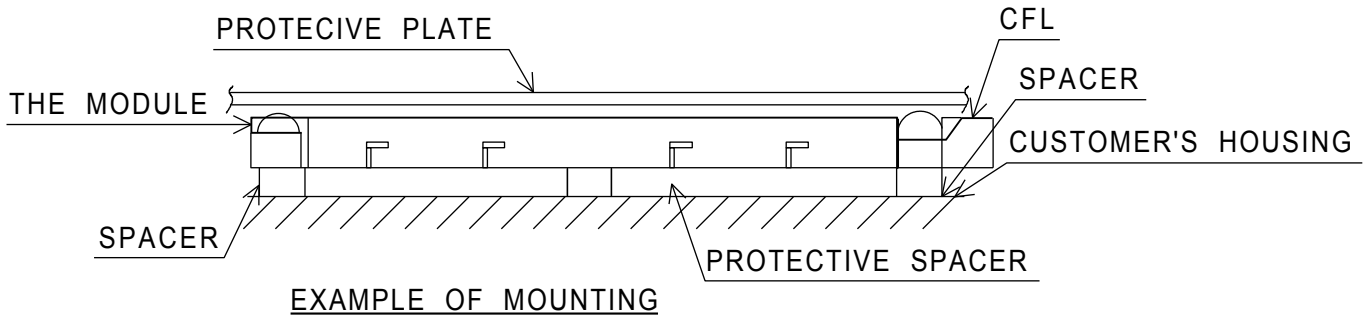 PROTECIVE PLATE
CFL
SPACER
THE MODULE
CUSTOMER'S HOUSING
SPACER
PROTECTIVE SPACER
EXAMPLE OF MOUNTING